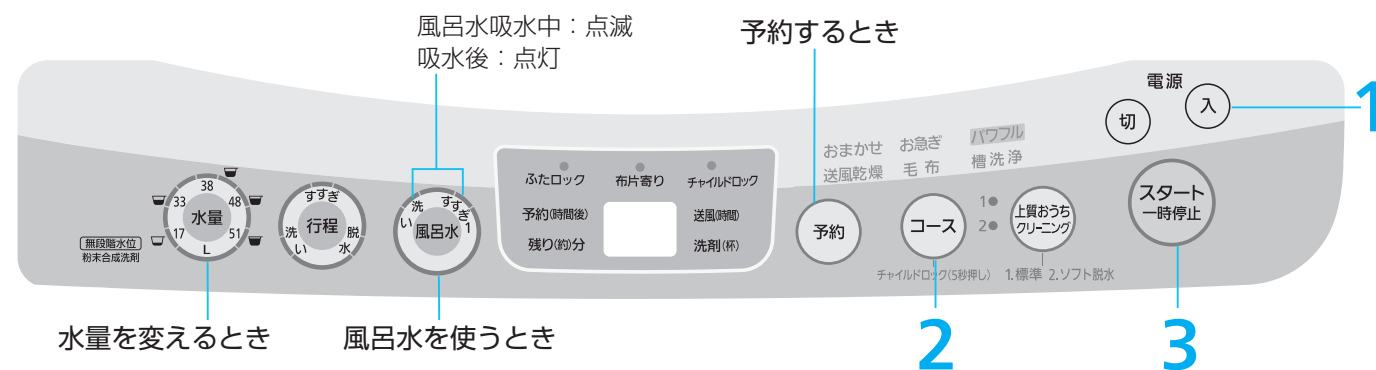 風呂水吸水中：点滅
吸水後：点灯
予約するとき
電源
切
入
1
38
33
48
17
51
水量
L
無段階水位
粉末合成洗剤
すすぎ
行程
洗い
脱水
洗い
すすぎ1
風呂水
ふたロック
布片寄り
チャイルドロック
予約(時間後)
送風(時間)
残り(約)分
洗剤(杯)
おまかせ
お急ぎ
パワフル
送風乾燥
毛布
槽洗浄
予約
コース
1
2
上質おうち
クリーニング
スタート
一時停止
チャイルドロック(5秒押し)
1.標準 2.ソフト脱水
水量を変えるとき
風呂水を使うとき
2
3